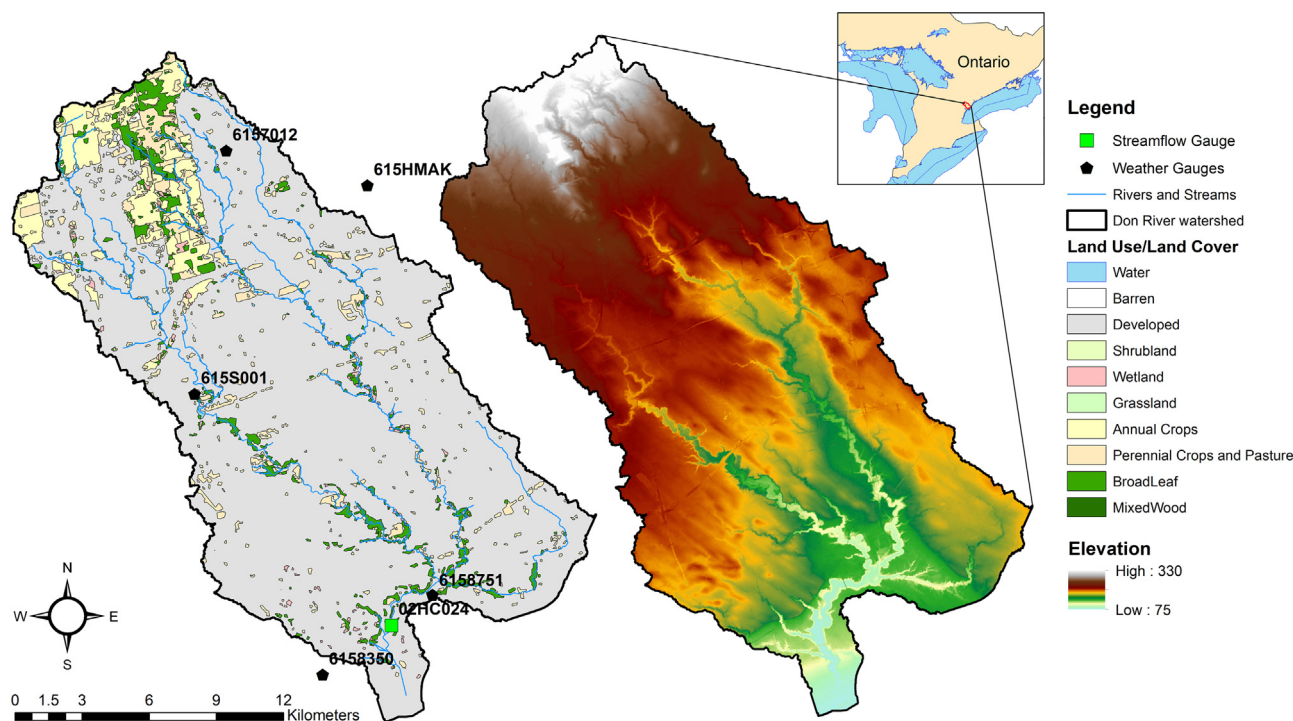 Ontario
6157012
615HMAK
615S001
6158751
02HC024
6158350
N
W
E
S
0 1.5 3 6 9 12
Kilometers
Legend
Streamflow Gauge
Weather Gauges
Rivers and Streams
Don River watershed
Land Use/Land Cover
Water
Barren
Developed
Shrubland
Wetland
Grassland
Annual Crops
Perennial Crops and Pasture
BroadLeaf
MixedWood
Elevation
High : 330
Low : 75